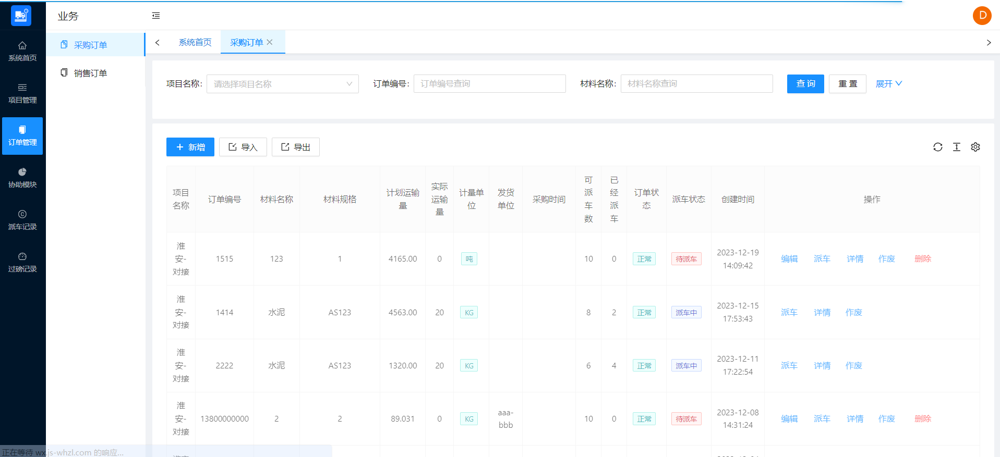 业务
D
系统首页
项目管理
订单管理
协助模块
派车记录
过磅记录
采购订单
销售订单
系统首页
采购订单
项目名称:
请选择项目名称
订单编号:
订单编号查询
材料名称:
材料名称查询
查 询
重 置
展开
新增
导入
导出
项目名称
订单编号
材料名称
材料规格
计划运输量
实际运输量
计量单位
发货单位
采购时间
可派车数
已经派车
订单状态
派车状态
创建时间
操作
淮安-对接
1515
123
1
4165.00
0
吨
10
0
正常
待派车
2023-12-19
14:09:42
编辑
派车
详情
作废
删除
淮安-对接
1414
水泥
AS123
4563.00
20
KG
8
2
正常
派车中
2023-12-15
17:53:43
派车
详情
作废
淮安-对接
2222
水泥
AS123
1320.00
20
KG
6
4
正常
派车中
2023-12-11
17:22:54
派车
详情
作废
淮安-对接
13800000000
2
2
89.031
0
KG
aaa-
bbb
10
0
正常
待派车
2023-12-08
14:31:24
编辑
派车
详情
作废
删除
正在等待 wx.js-whzl.com 的响应...